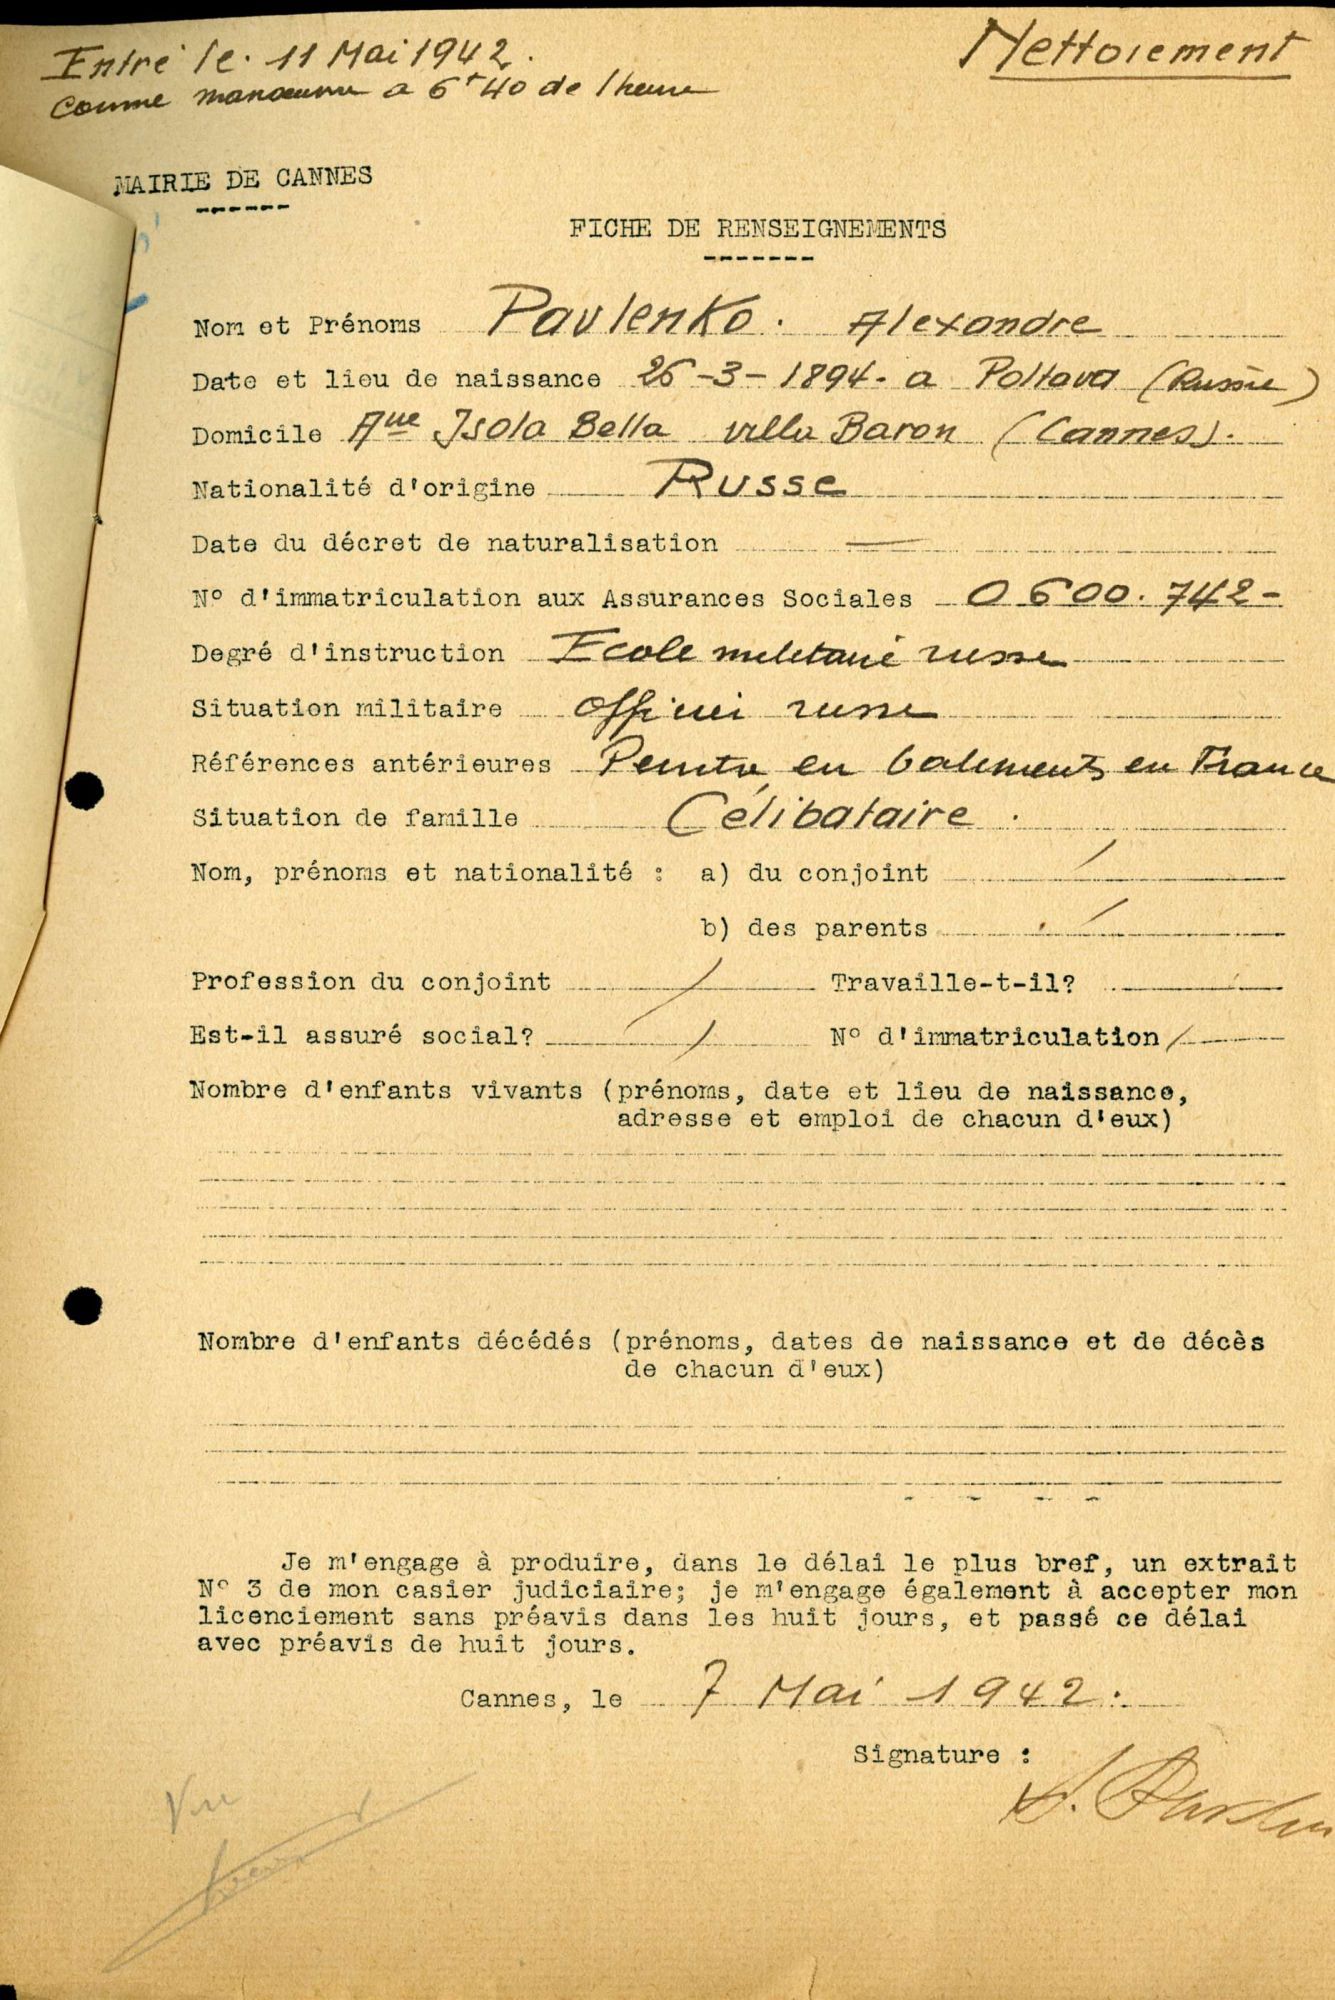 Entré le. 11 Mai 1942.
Nettoiement
comme manœuvre a 6f40 de l'heure
MAIRIE DE CANNES
FICHE DE RENSEIGNEMENTS
Nom et Prénoms Pavlenko. Alexandre
Date et lieu de naissance 26-3-1894. a Poltava (Russie)
Domicile Aue Isola Bella villa Baron (Cannes).
Nationalité d'origine Russe
Date du décret de naturalisation —
N° d'immatriculation aux Assurances Sociales 0 600.742-
Degré d'instruction Ecole militaire russe
Situation militaire officier russe
Références antérieures Peintre en batiments en France
Situation de famille Célibataire.
Nom, prénoms et nationalité : a) du conjoint /
b) des parents /
Profession du conjoint / Travaille-t-il?
Est-il assuré social? / N° d'immatriculation /
Nombre d'enfants vivants (prénoms, date et lieu de naissance,
adresse et emploi de chacun d'eux)
Nombre d'enfants décédés (prénoms, dates de naissance et de décès
de chacun d'eux)
Je m'engage à produire, dans le délai le plus bref, un extrait
N° 3 de mon casier judiciaire; je m'engage également à accepter mon
licenciement sans préavis dans les huit jours, et passé ce délai
avec préavis de huit jours.
Cannes, le 7 Mai 1942.
Signature :
Vu